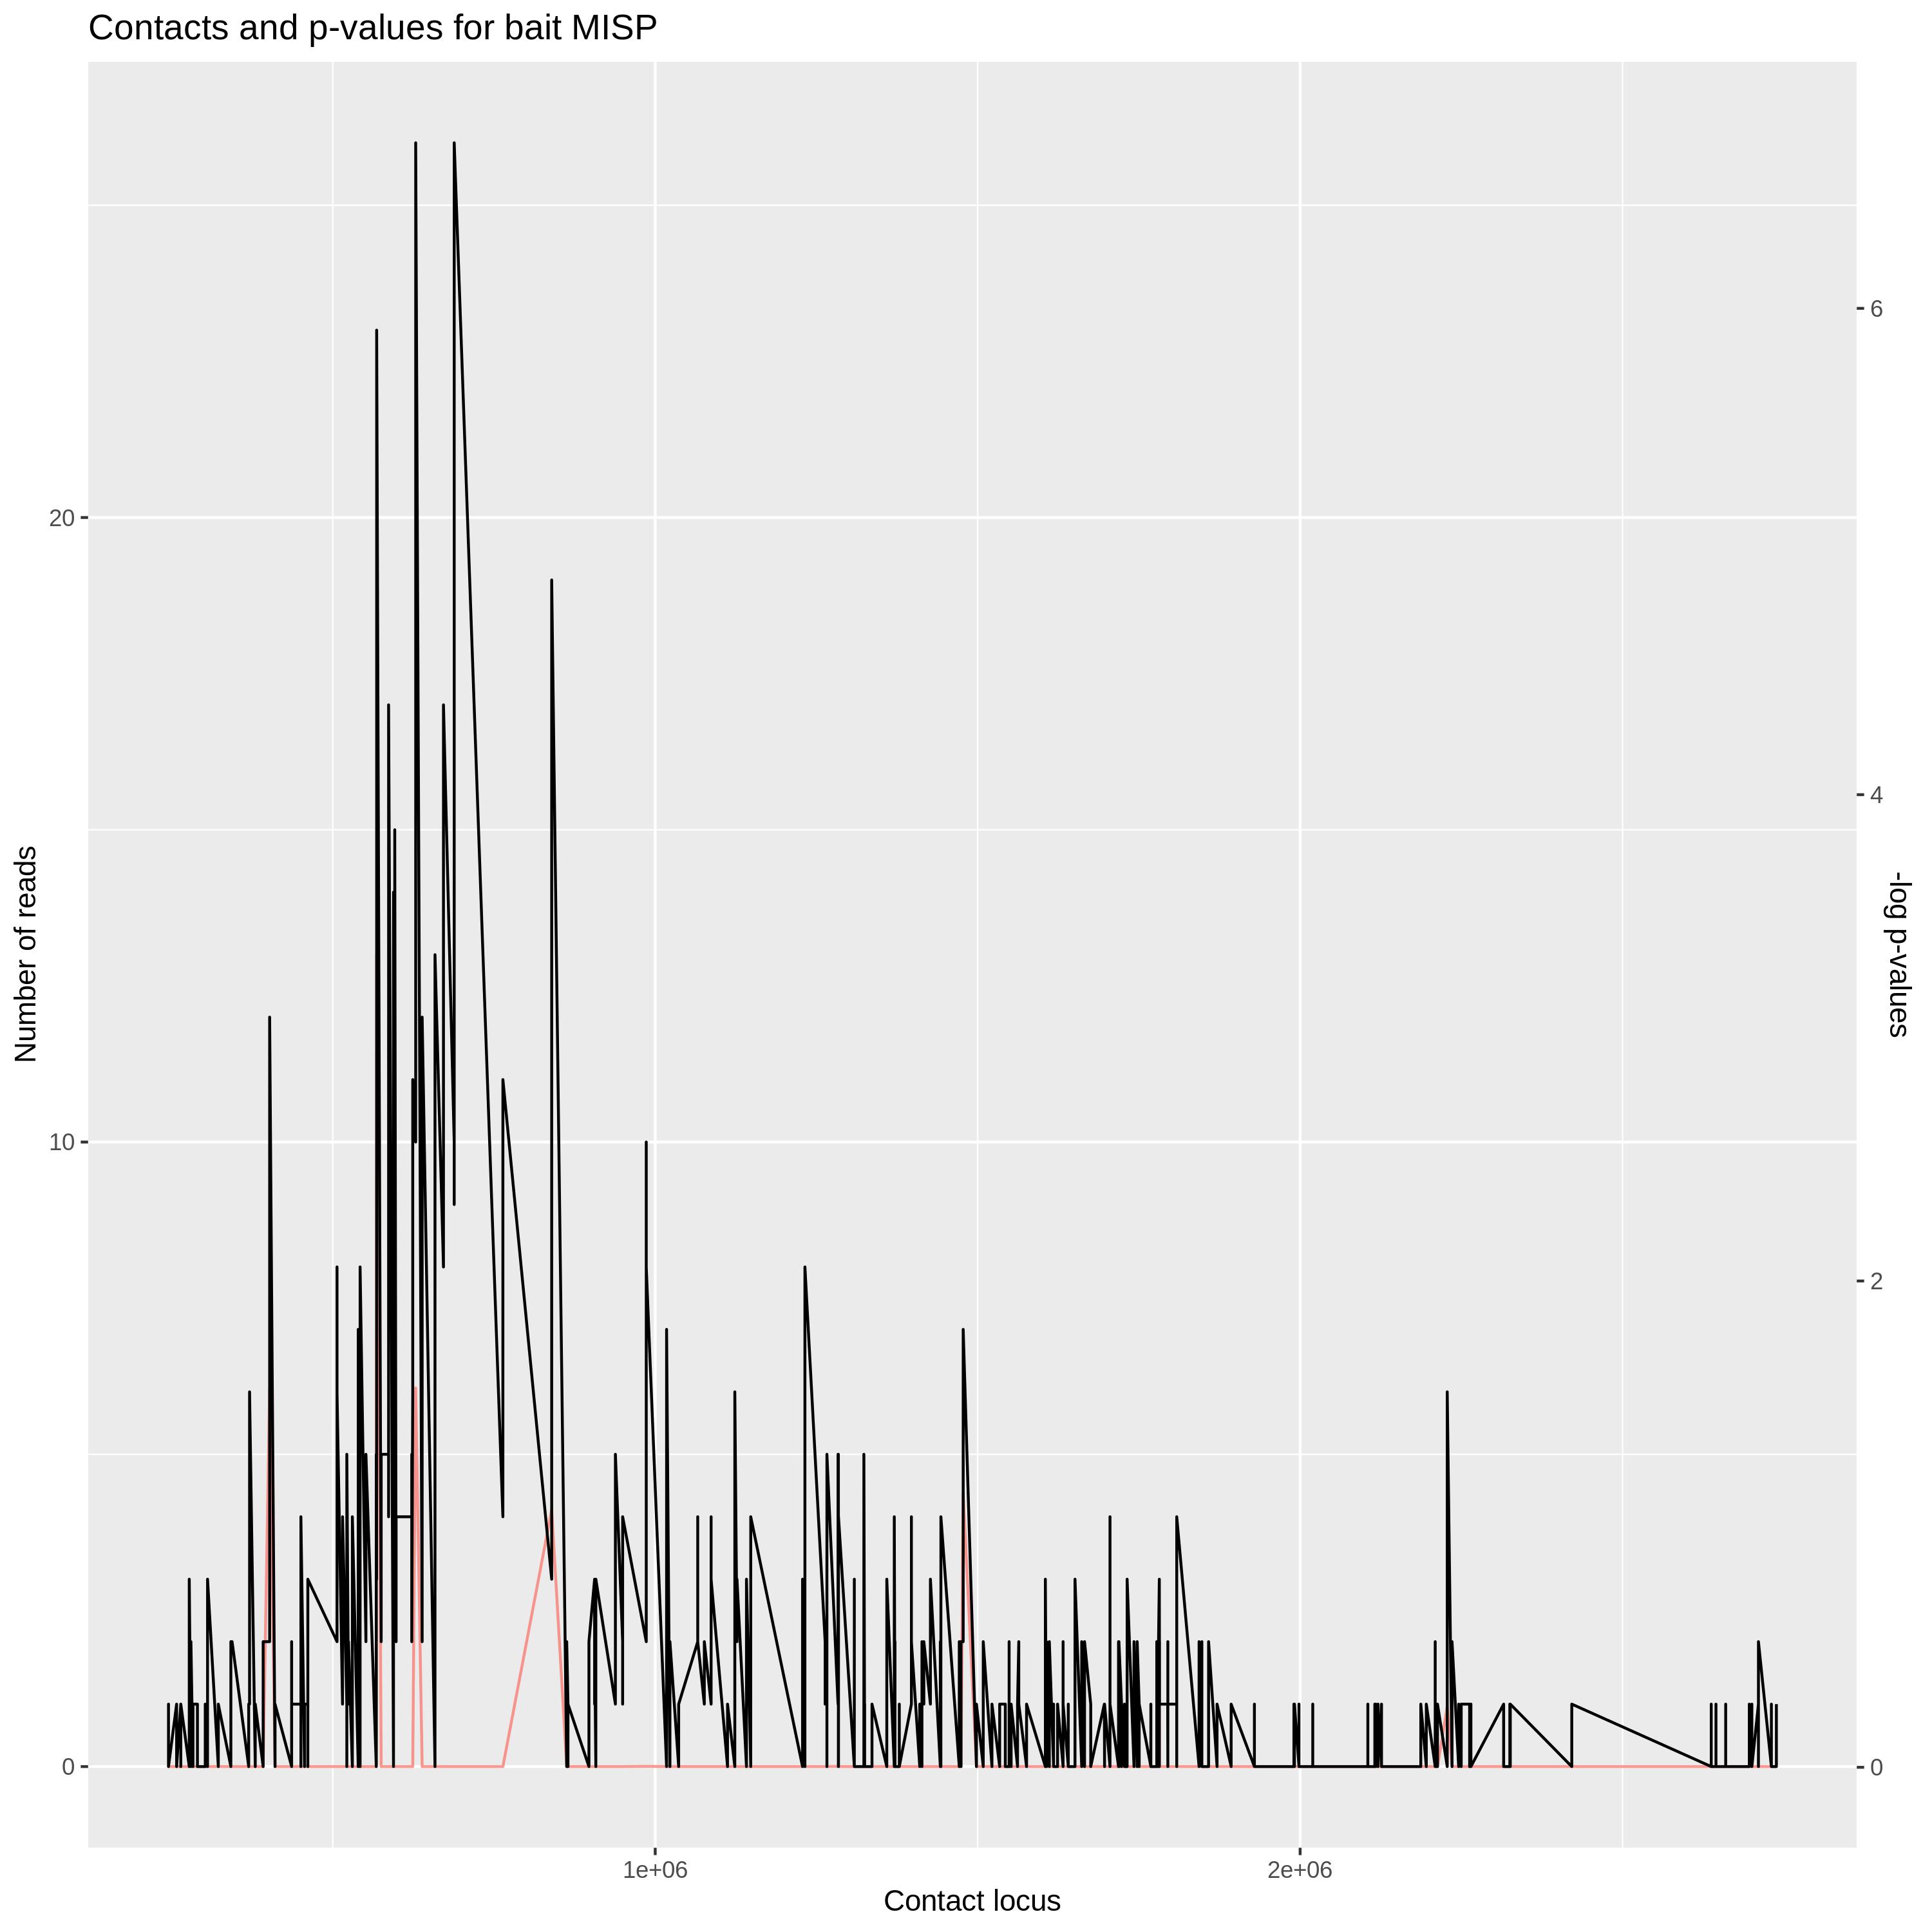 Contacts and p-values for bait MISP
Number of reads
20
10
0
6
4
2
0
-log p-values
1e+06
2e+06
Contact locus